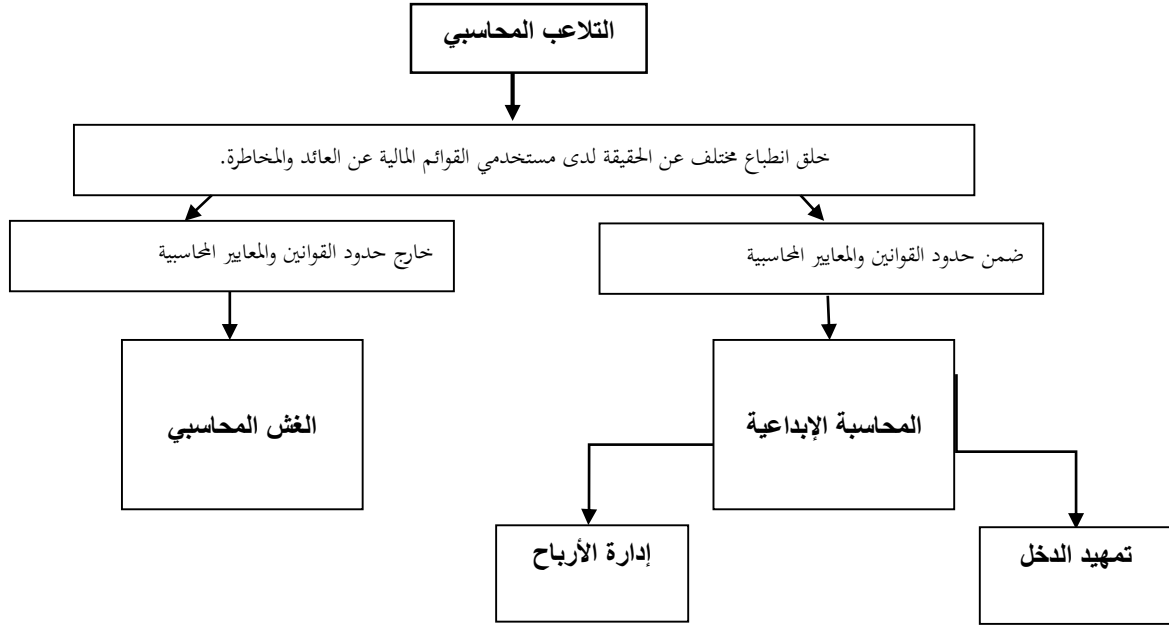 التلاعب المحاسبي
خلق انطباع مختلف عن الحقيقة لدى مستخدمي القوائم المالية عن العائد والمخاطرة.
ضمن حدود القوانين والمعايير المحاسبية
خارج حدود القوانين والمعايير المحاسبية
المحاسبة الإبداعية
الغش المحاسبي
تمهيد الدخل
إدارة الأرباح